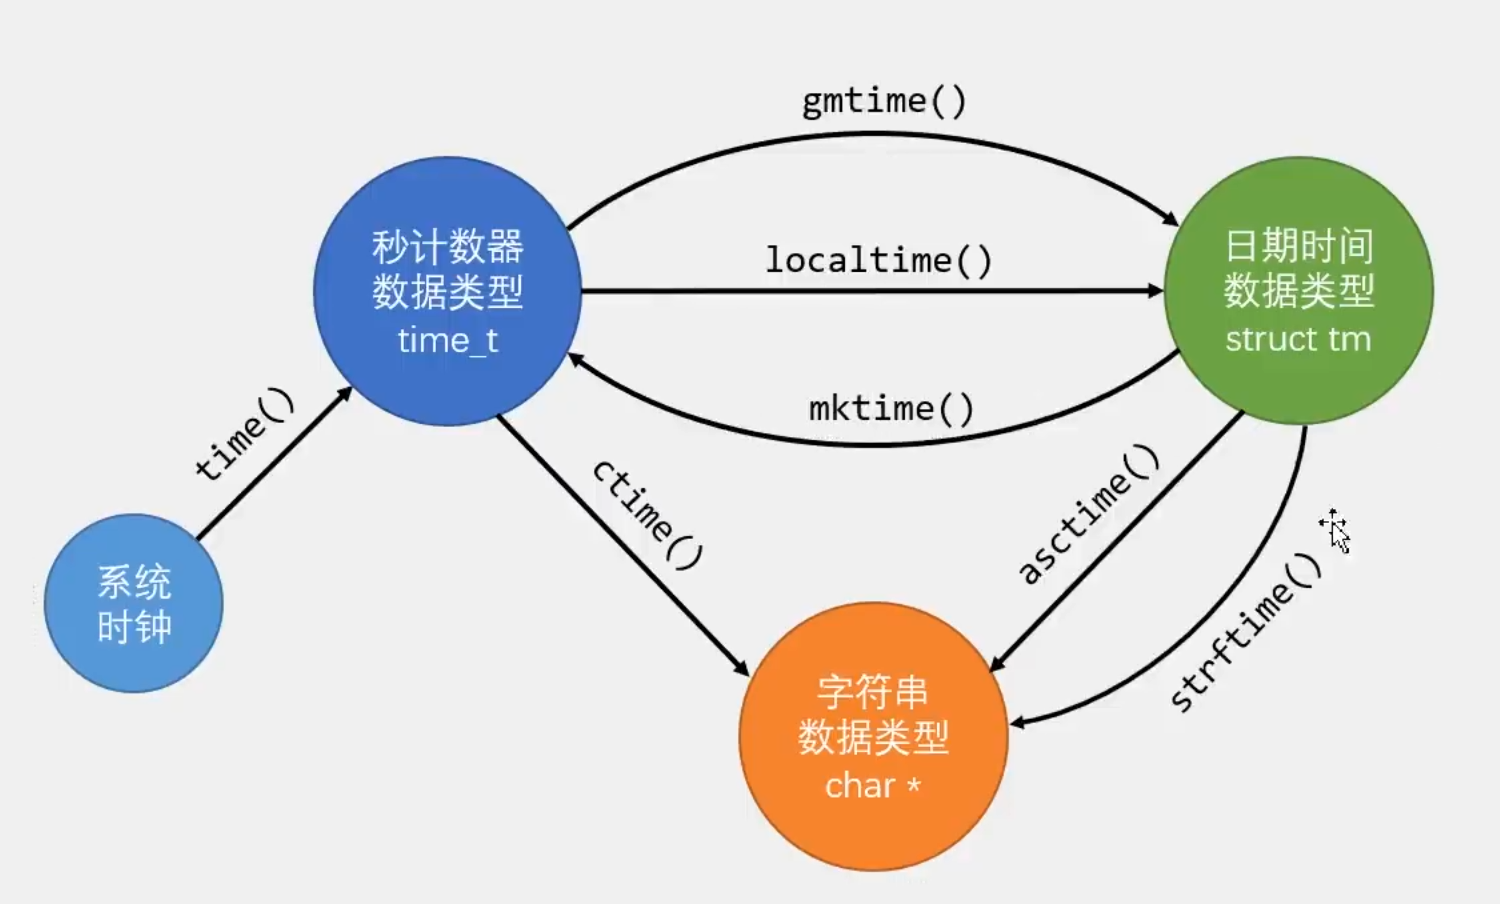 gmtime()
秒计数器
数据类型
time_t
localtime()
日期时间
数据类型
struct tm
mktime()
time()
ctime()
asctime()
strftime()
系统
时钟
字符串
数据类型
char *